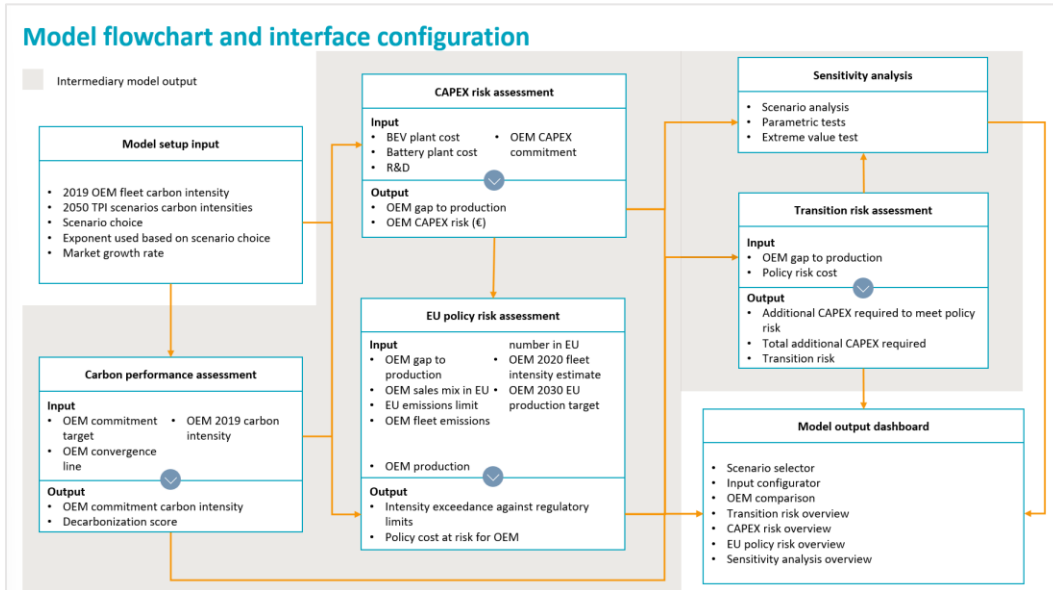 Model flowchart and interface configuration
Intermediary model output
Model setup input
• 2019 OEM fleet carbon intensity
• 2050 TPI scenarios carbon intensities
• Scenario choice
• Exponent used based on scenario choice
• Market growth rate
Carbon performance assessment
Input
• OEM commitment
target
• OEM convergence
line
• OEM 2019 carbon
intensity
Output
• OEM commitment carbon intensity
• Decarbonization score
CAPEX risk assessment
Input
• BEV plant cost
• Battery plant cost
• R&D
• OEM CAPEX
commitment
Output
• OEM gap to production
• OEM CAPEX risk (€)
EU policy risk assessment
Input
• OEM gap to
production
• OEM sales mix in EU
• EU emissions limit
• OEM fleet emissions
• OEM production
number in EU
• OEM 2020 fleet
intensity estimate
• OEM 2030 EU
production target
Output
• Intensity exceedance against regulatory
limits
• Policy cost at risk for OEM
Sensitivity analysis
• Scenario analysis
• Parametric tests
• Extreme value test
Transition risk assessment
Input
• OEM gap to production
• Policy risk cost
Output
• Additional CAPEX required to meet policy
risk
• Total additional CAPEX required
• Transition risk
Model output dashboard
• Scenario selector
• Input configurator
• OEM comparison
• Transition risk overview
• CAPEX risk overview
• EU policy risk overview
• Sensitivity analysis overview